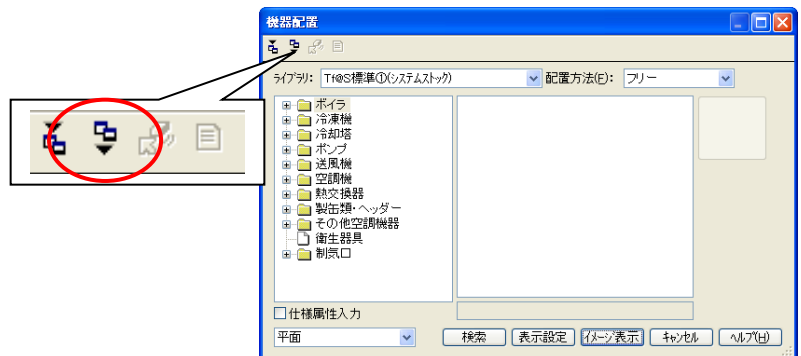 機器配置
ライブラリ: Tf@S標準①(システムストック) 配置方法(F): フリー
ボイラ
冷凍機
冷却塔
ポンプ
送風機
空調機
熱交換器
製缶類・ヘッダー
その他空調機器
衛生器具
制気口
仕様属性入力
平面 検索 表示設定 イメージ表示 キャンセル ヘルプ(H)